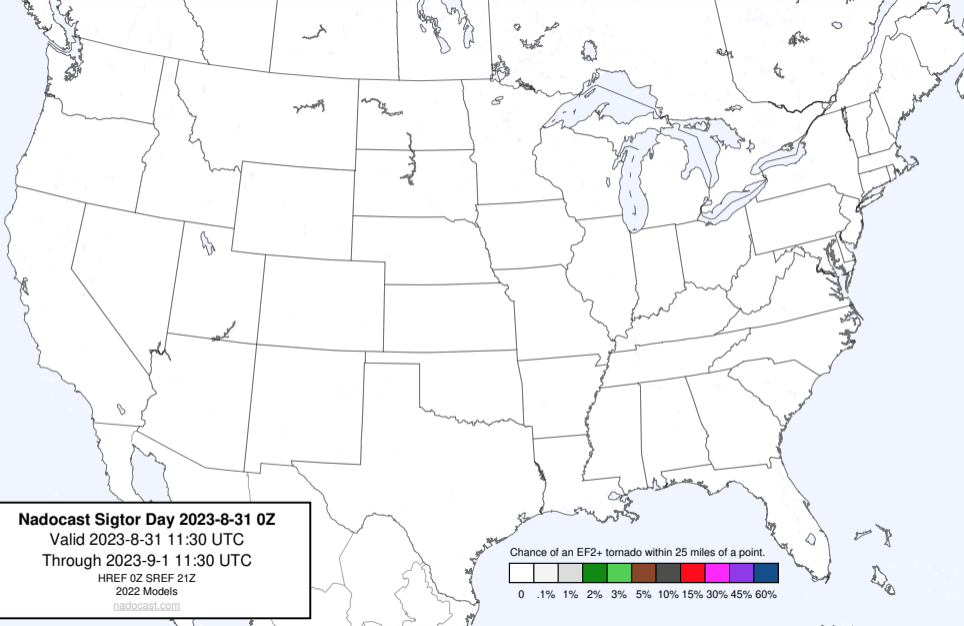 Nadocast Sigtor Day 2023-8-31 0Z
Valid 2023-8-31 11:30 UTC
Through 2023-9-1 11:30 UTC
HREF 0Z SREF 21Z
2022 Models
nadocast.com
Chance of an EF2+ tornado within 25 miles of a point.
0 .1% 1% 2% 3% 5% 10% 15% 30% 45% 60%